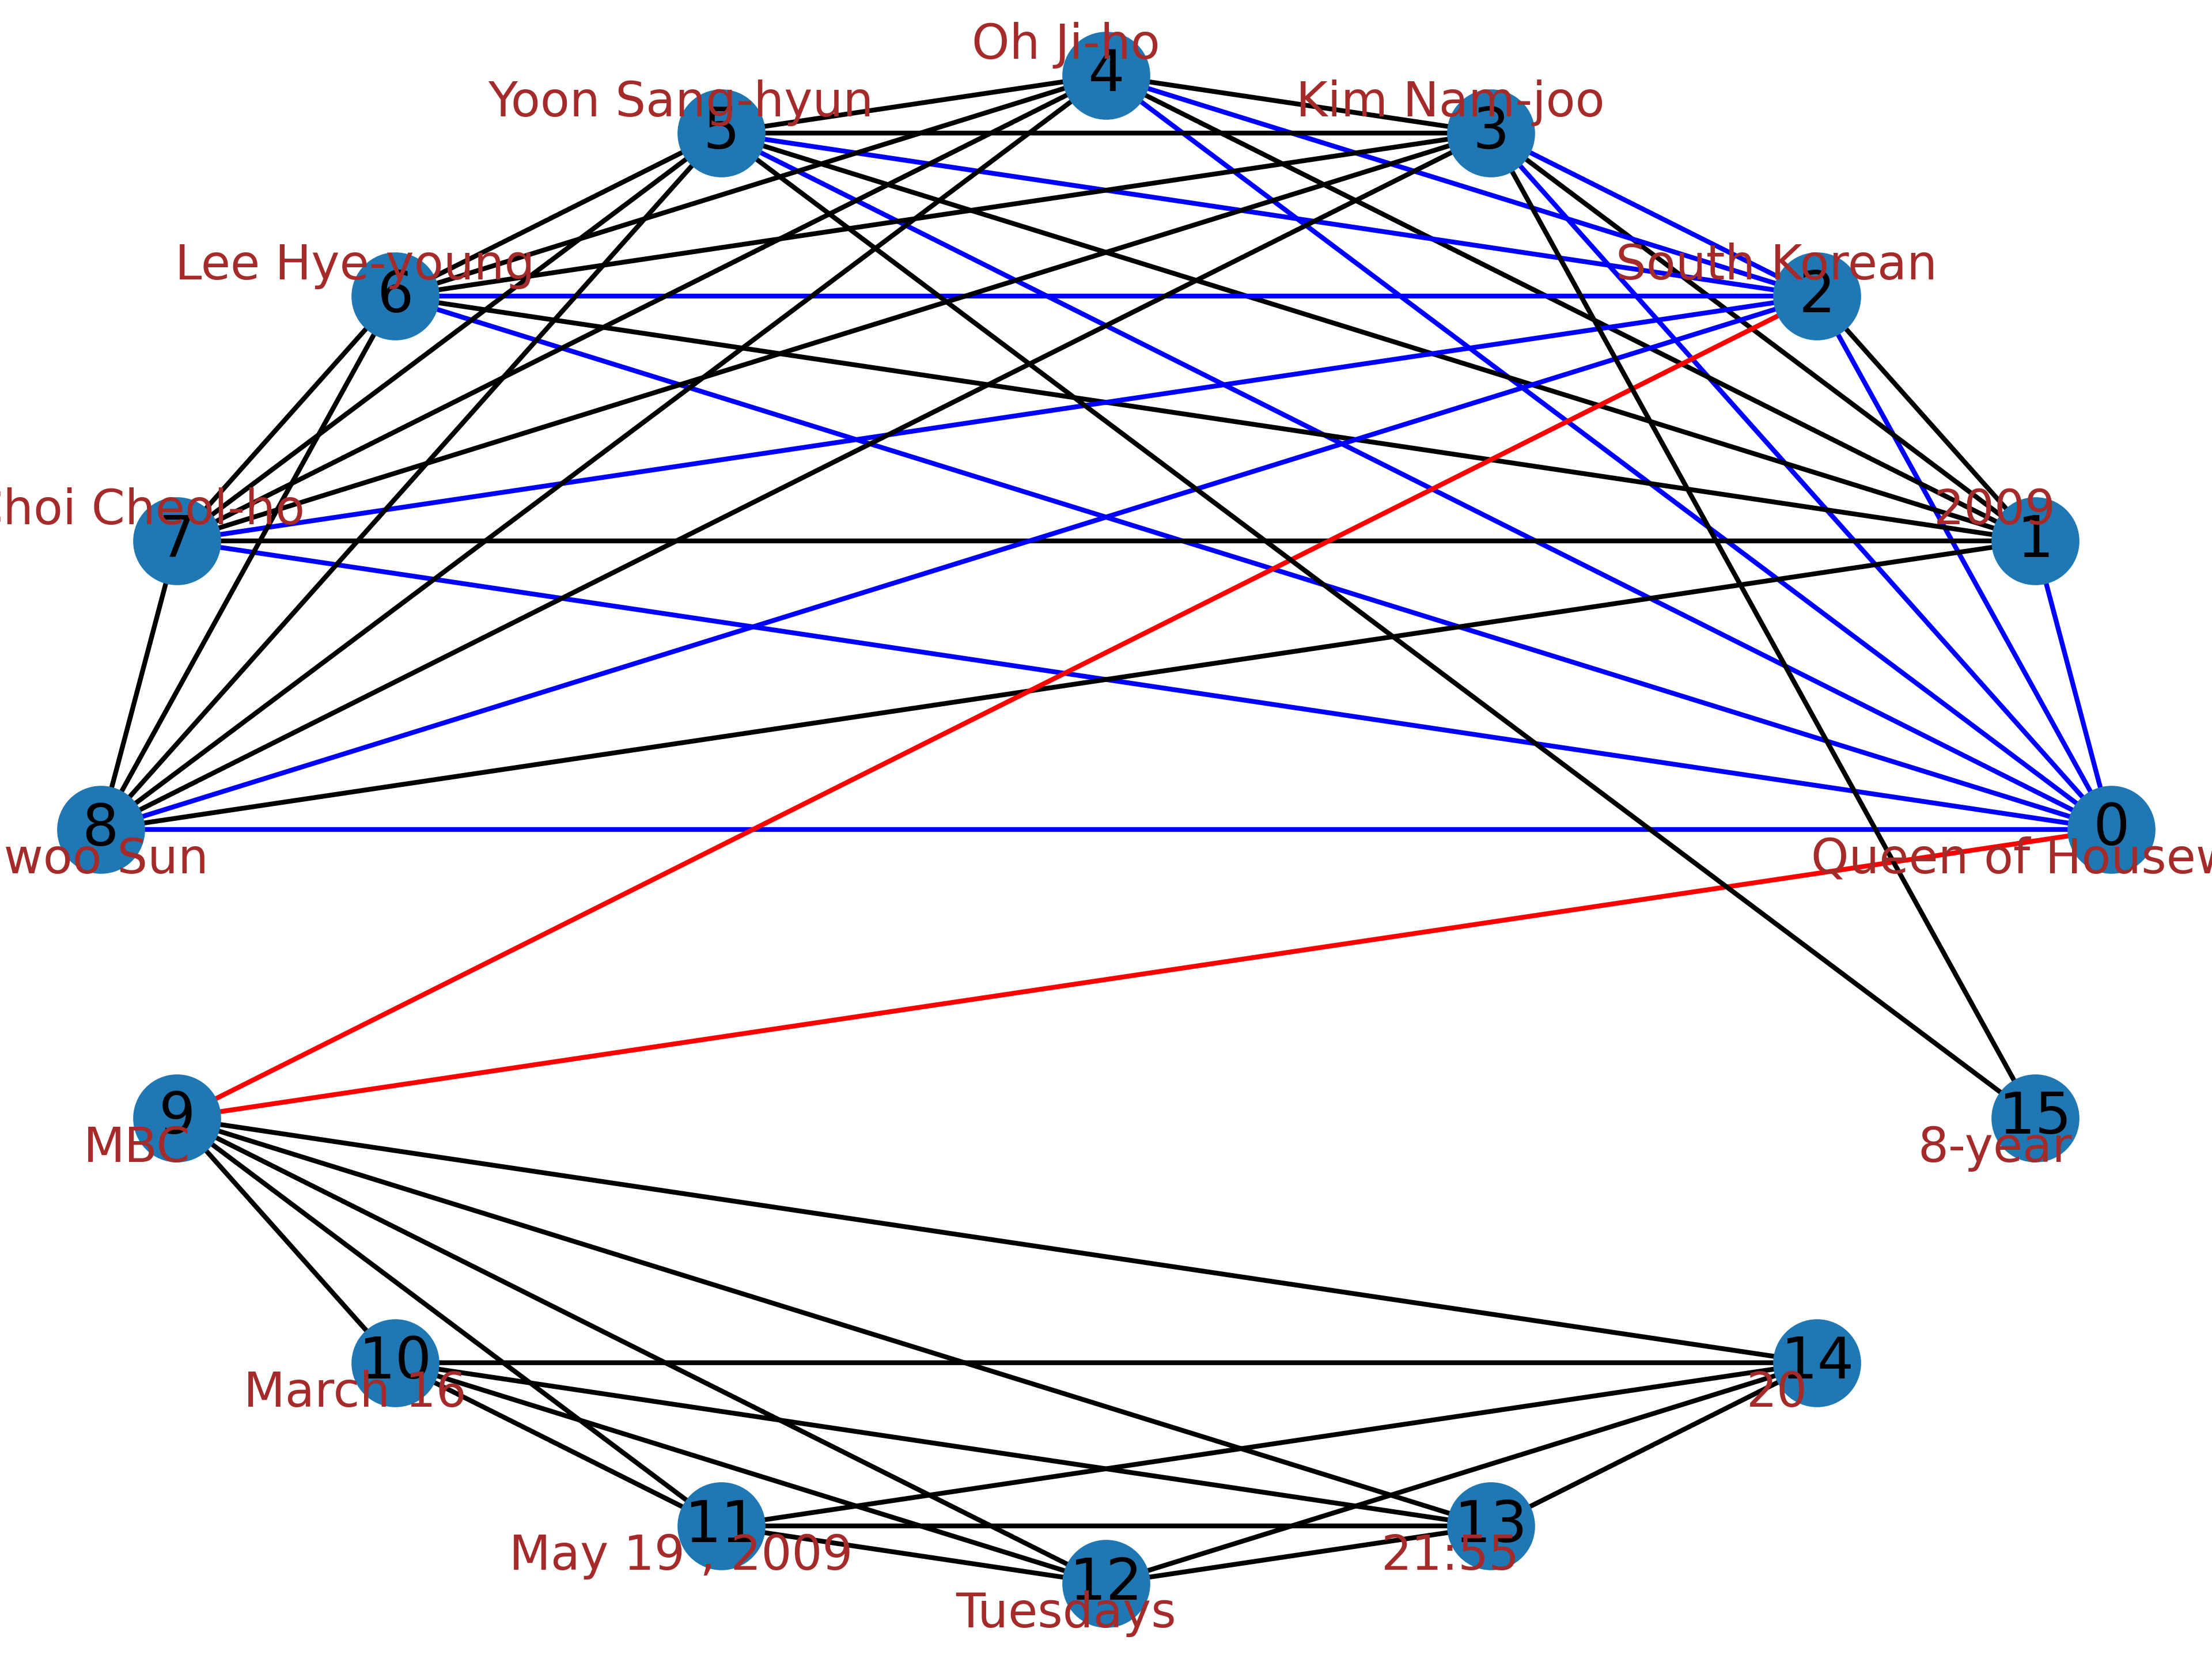 Oh Ji-ho
4
Yoon Sang-hyun
5
Kim Nam-joo
3
Lee Hye-young
6
South Korean
2
hoi Cheol-ho
7
2009
1
8
woo Sun
0
Queen of Housew
9
MBC
15
8-year
10
March 16
14
20
11
May 19 , 2009
13
21:55
12
Tuesdays